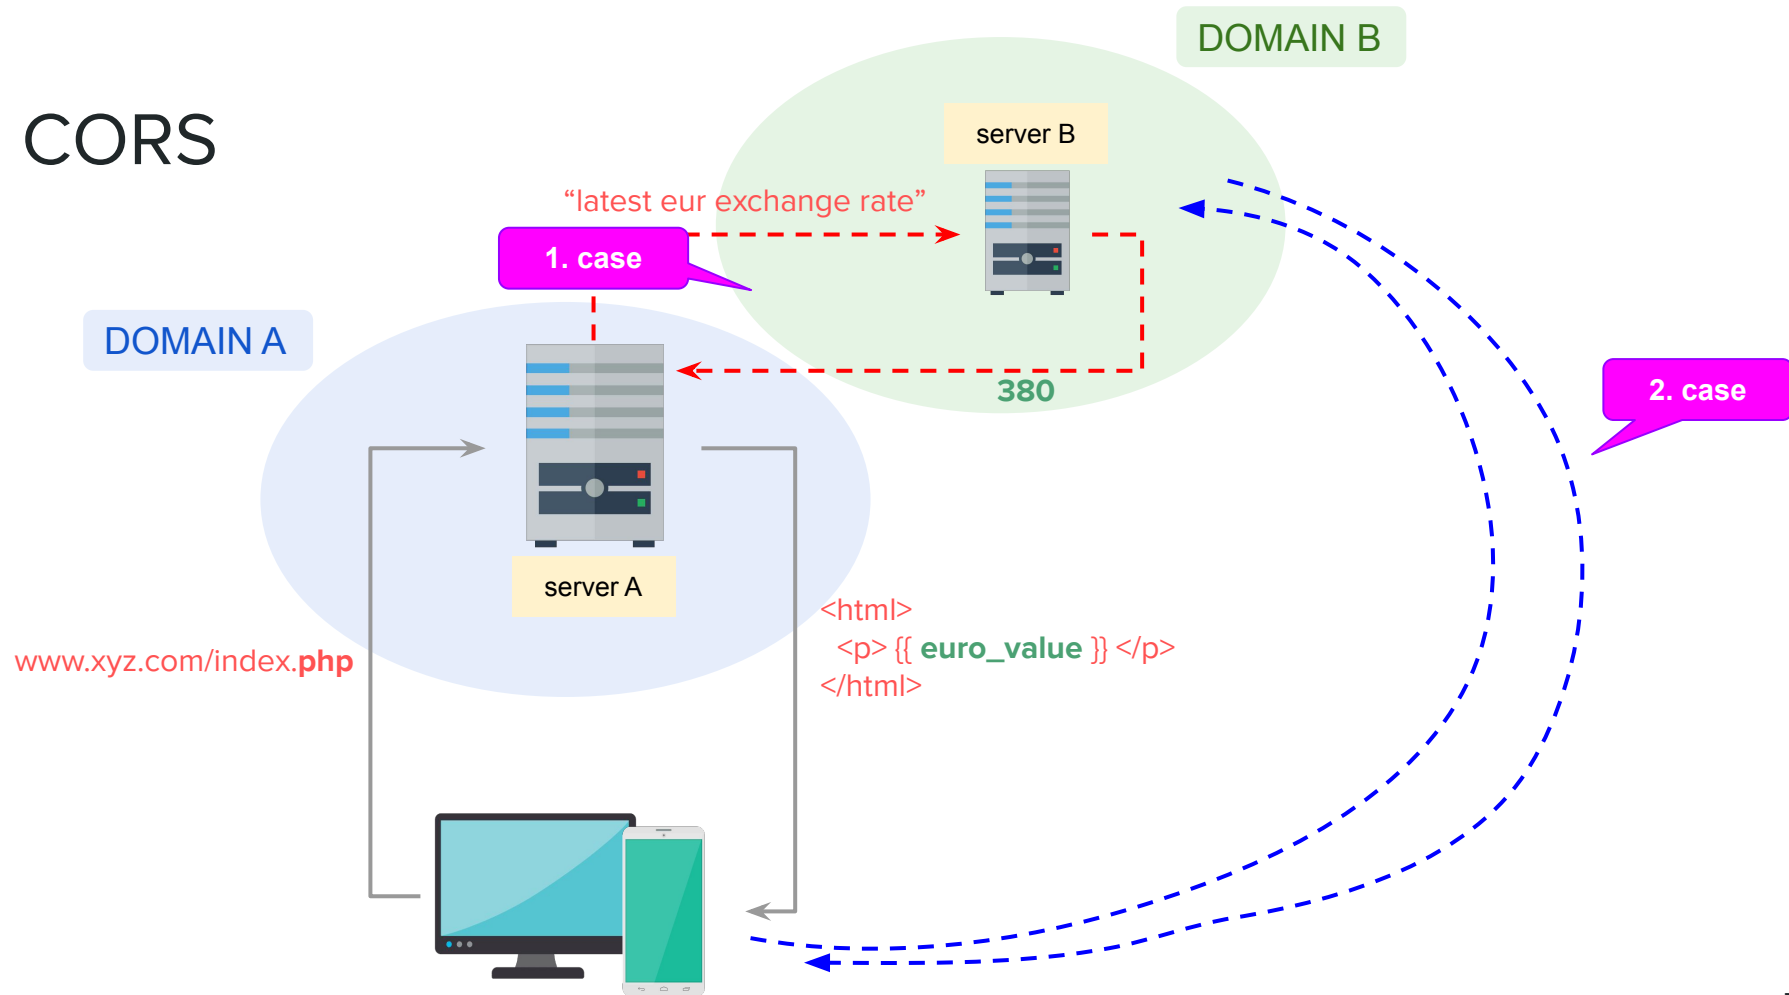 DOMAIN B
CORS
server B
“latest eur exchange rate”
1. case
DOMAIN A
380
2. case
server A
<html>
<p> {{ euro_value }} </p>
</html>
www.xyz.com/index.php